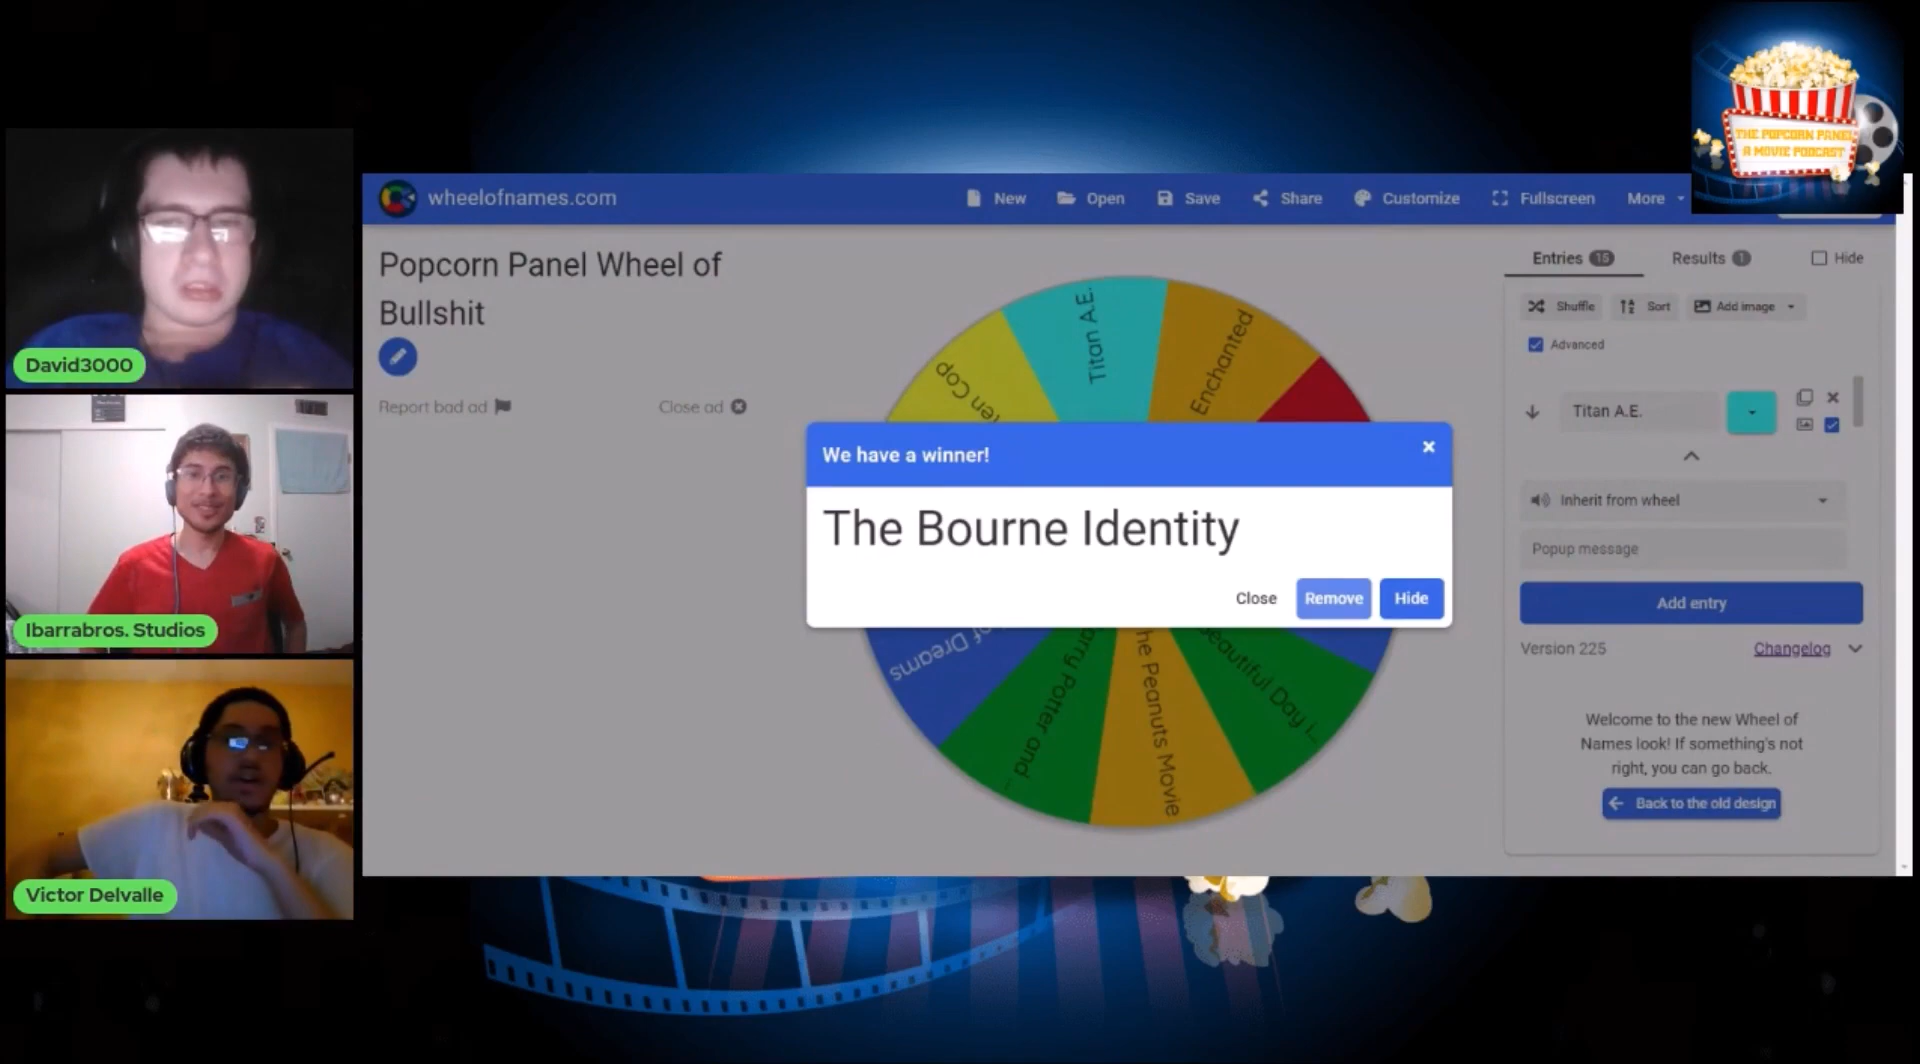 THE POPCORN PANEL
A MOVIE PODCAST
wheelofnames.com
New
Open
Save
Share
Customize
Fullscreen
More
Popcorn Panel Wheel of
Bullshit
Report bad ad
Close ad
Titan A.E.
Enchanted
Cop
We have a winner!
The Bourne Identity
Close
Remove
Hide
of Dreams
Potter and
Peanuts Movie
Beautiful Day i...
Entries 15
Results 1
Hide
Shuffle
Sort
Add image
Advanced
Titan A.E.
Inherit from wheel
Popup message
Add entry
Version 225
Changelog
Welcome to the new Wheel of
Names look! If something's not
right, you can go back.
Back to the old design
David3000
Ibarrabros. Studios
Victor Delvalle